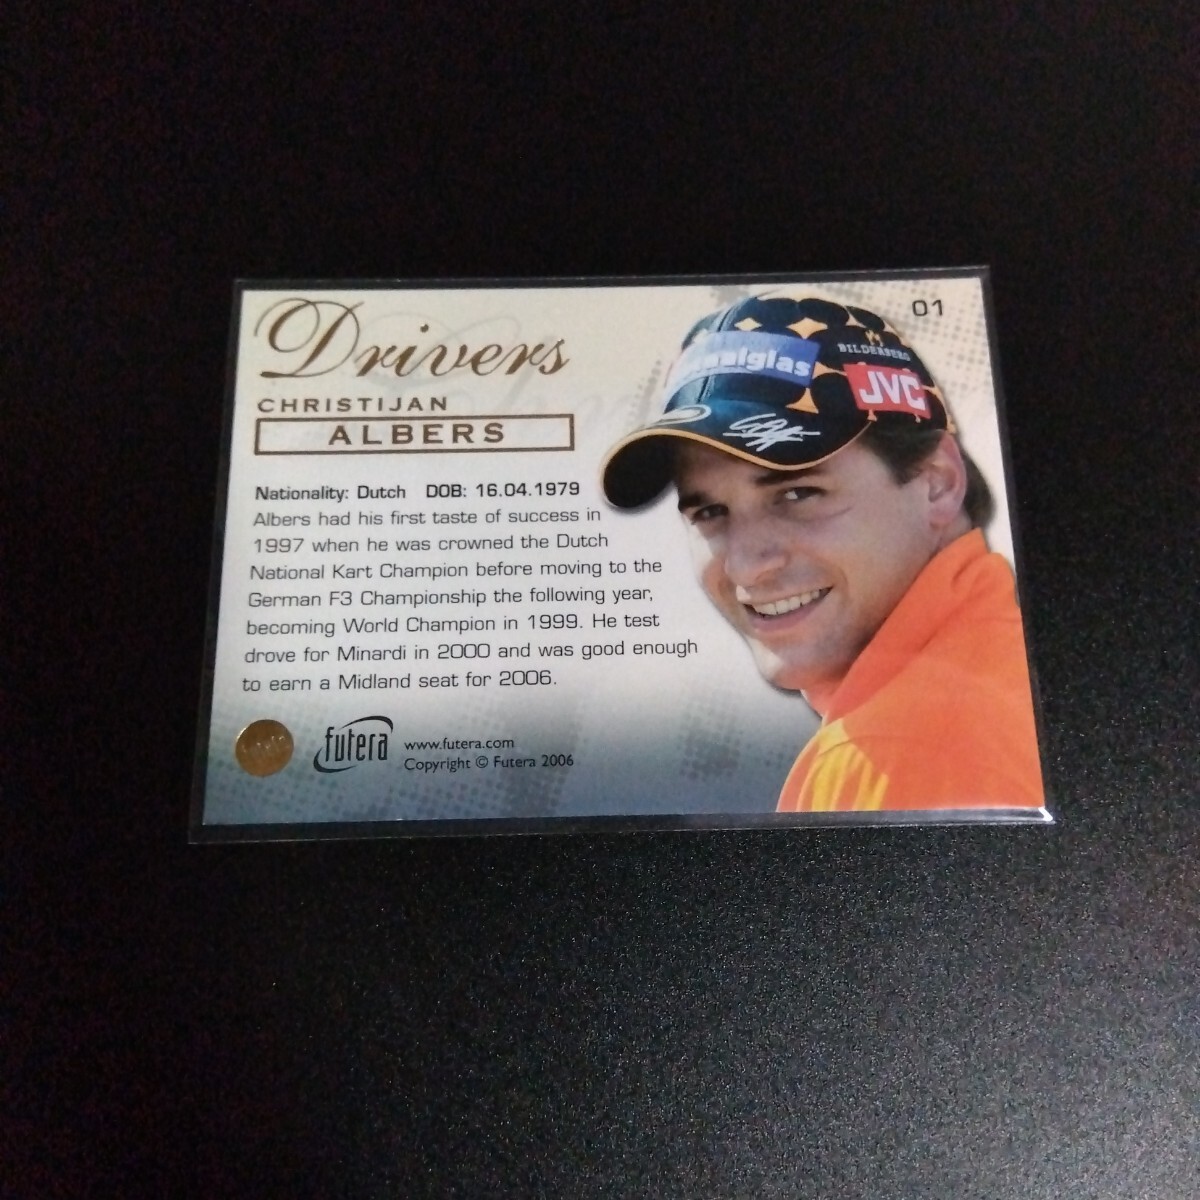 Drivers
01
CHRISTIJAN
ALBERS
BILDERBERG
JVC
Nationality: Dutch DOB: 16.04.1979
Albers had his first taste of success in
1997 when he was crowned the Dutch
National Kart Champion before moving to the
German F3 Championship the following year,
becoming World Champion in 1999. He test
drove for Minardi in 2000 and was good enough
to earn a Midland seat for 2006.
futera
www.futera.com
Copyright © Futera 2006